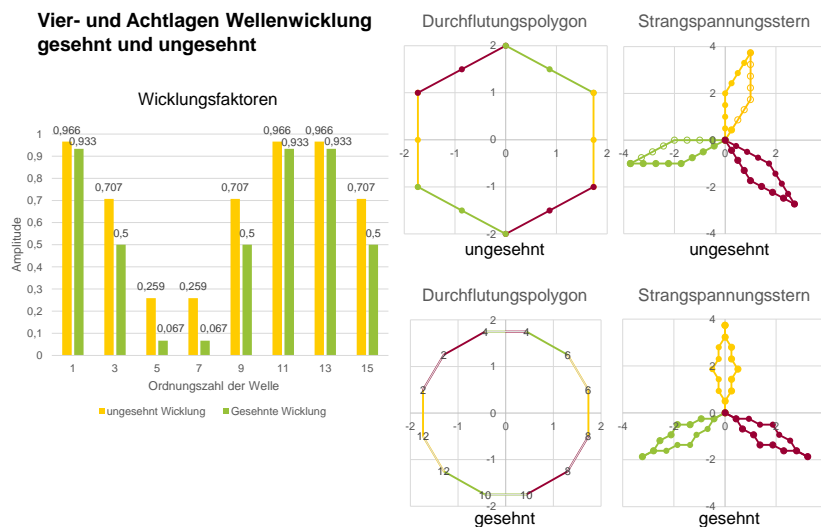 Vier- und Achtlagen Wellenwicklung
gesehnt und ungesehnt
Wicklungsfaktoren
Amplitude
1
0,9
0,8
0,7
0,6
0,5
0,4
0,3
0,2
0,1
0
0,966
0,933
0,707
0,5
0,259
0,067
0,259
0,067
0,707
0,5
0,966
0,933
0,966
0,933
0,707
0,5
1 3 5 7 9 11 13 15
Ordnungszahl der Welle
ungesehnt Wicklung Gesehnte Wicklung
Durchflutungspolygon
2
1
0
-1
-2
-2 -1 0 1 2
ungesehnt
Strangspannungsstern
4
2
0
-2
-4
-4 -2 0 2
ungesehnt
Durchflutungspolygon
2
1
0
-1
-2
-2 -1 0 1 2
4 4
2 6
2 6
12 8
12 8
10 10
gesehnt
Strangspannungsstern
4
2
0
-2
-4
-4 -2 0 2
gesehnt